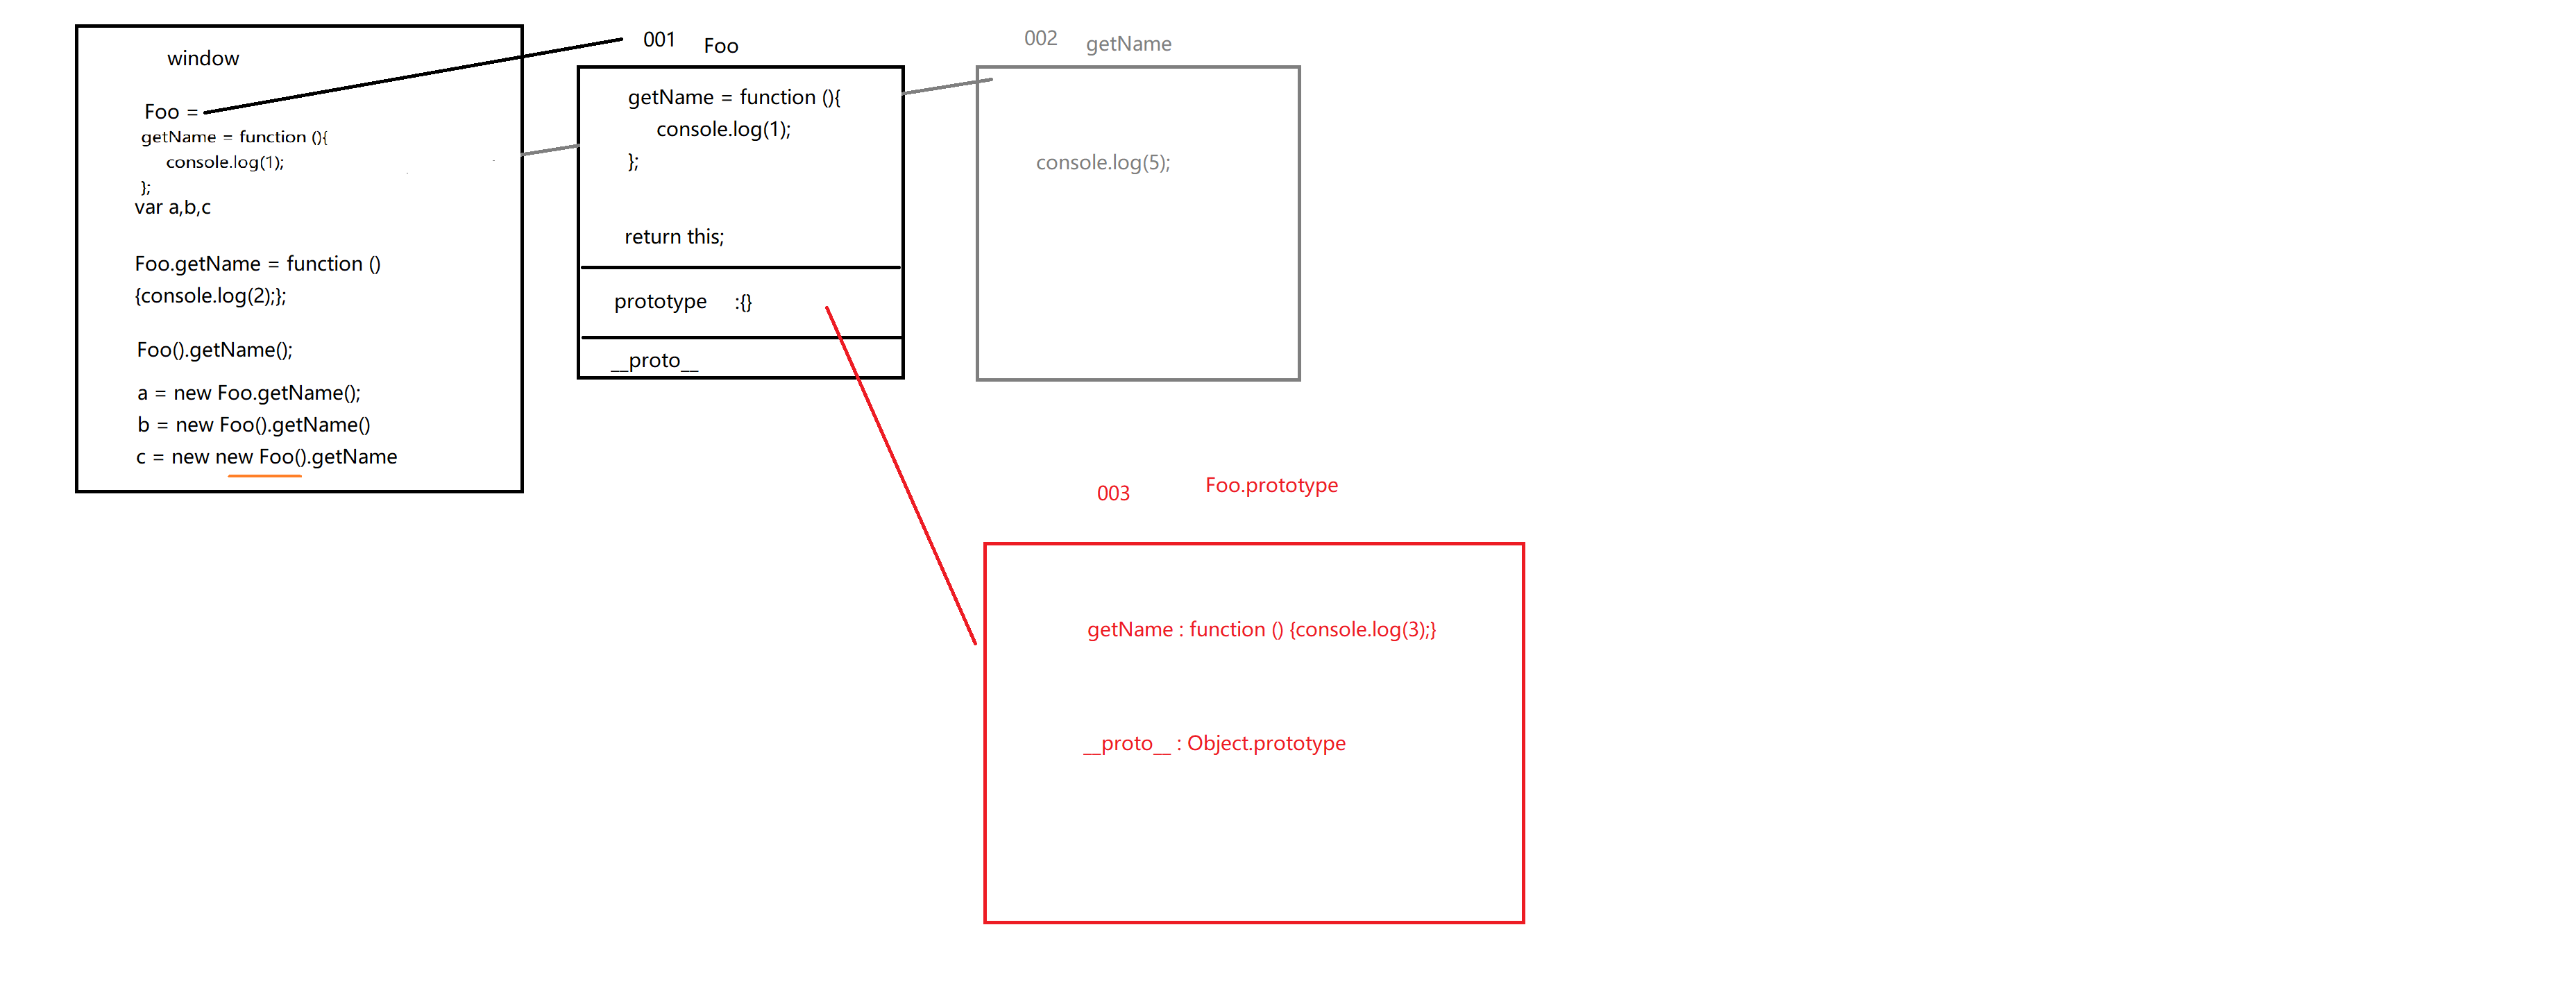 window
Foo =
getName = function (){
console.log(1);
};
var a,b,c
Foo.getName = function ()
{console.log(2);};
Foo().getName();
a = new Foo.getName();
b = new Foo().getName()
c = new new Foo().getName
001
Foo
getName = function (){
console.log(1);
};
return this;
prototype :{}
__proto__
002
getName
console.log(5);
003
Foo.prototype
getName : function () {console.log(3);}
__proto__ : Object.prototype